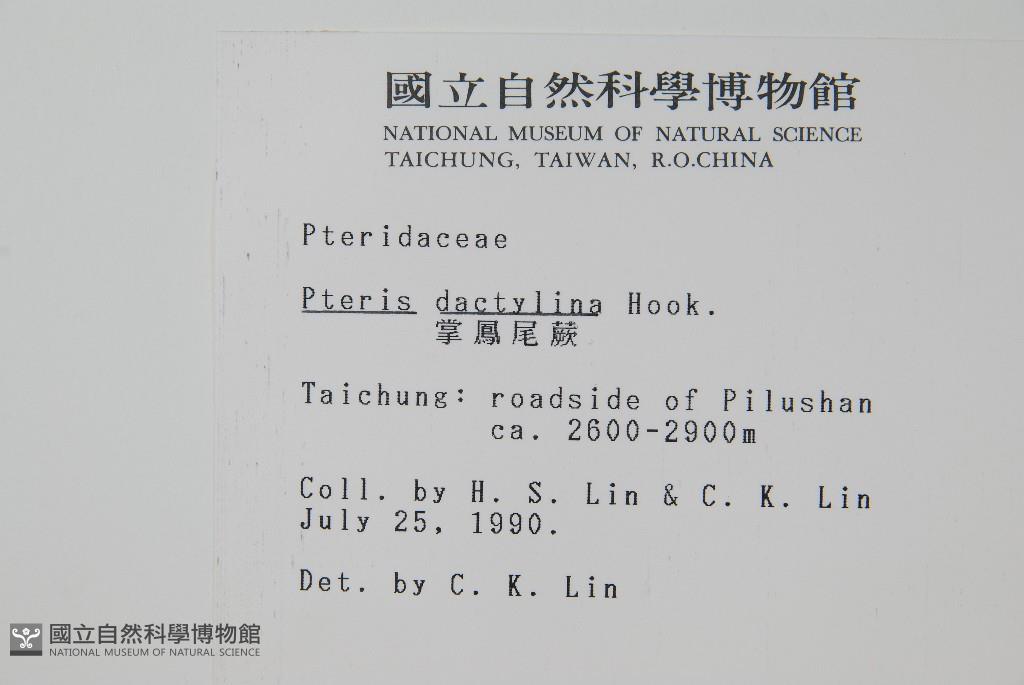 國立自然科學博物館
NATIONAL MUSEUM OF NATURAL SCIENCE
TAICHUNG, TAIWAN, R.O.CHINA
Pteridaceae
Pteris dactylina Hook.
掌鳳尾蕨
Taichung: roadside of Pilushan
ca. 2600-2900m
Coll. by H. S. Lin & C. K. Lin
July 25, 1990.
Det. by C. K. Lin
國立自然科學博物館
NATIONAL MUSEUM OF NATURAL SCIENCE